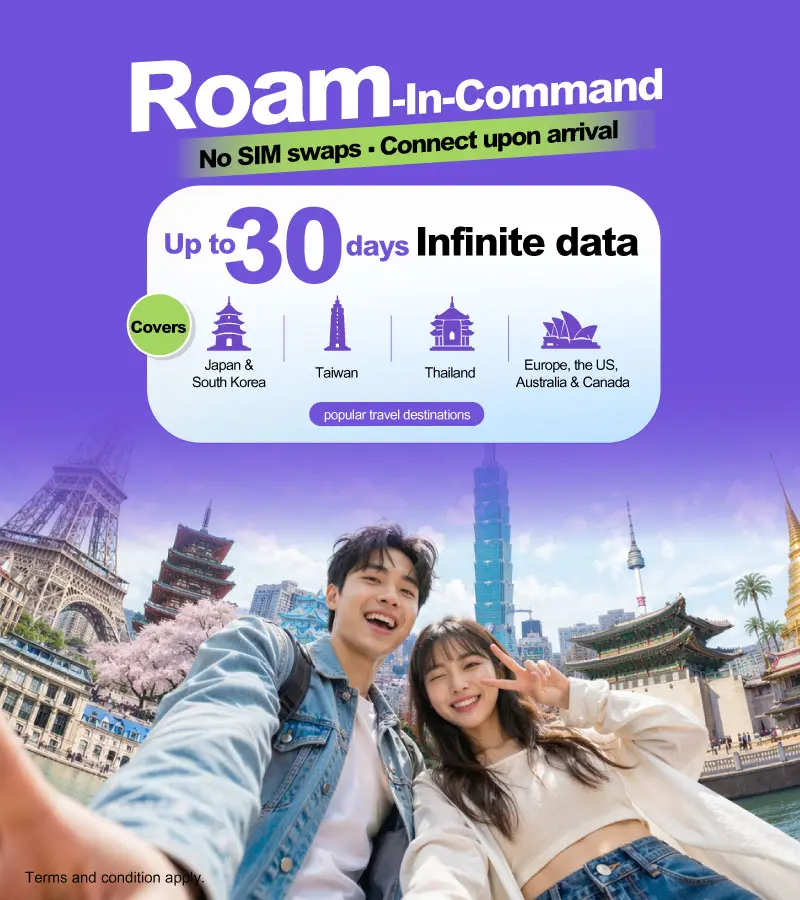 Roam-In-Command
No SIM swaps · Connect upon arrival
Up to 30 days Infinite data
Covers
Japan &
South Korea
Taiwan
Thailand
Europe, the US,
Australia & Canada
popular travel destinations
Terms and condition apply.